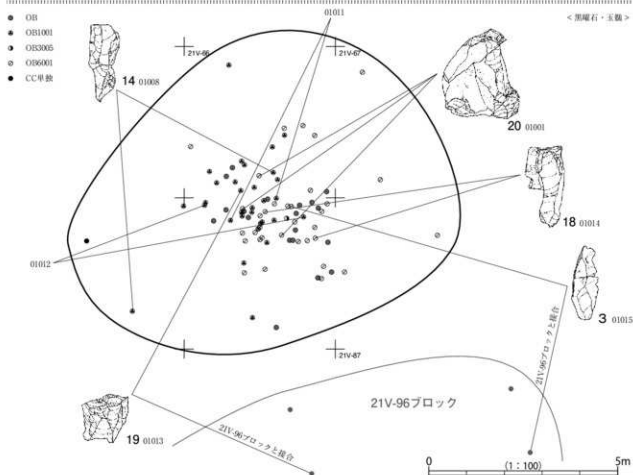 OB
OB1001
OB3005
OB6001
CC単独
<黒曜石・玉髄>
01011
21V-66
21V-67
14 01008
20 01001
18 01014
01012
3 01015
21V-87
21V-96ブロックと接合
21V-96ブロック
19 01013
21V-96ブロックと接合
0 (1:100) 5m